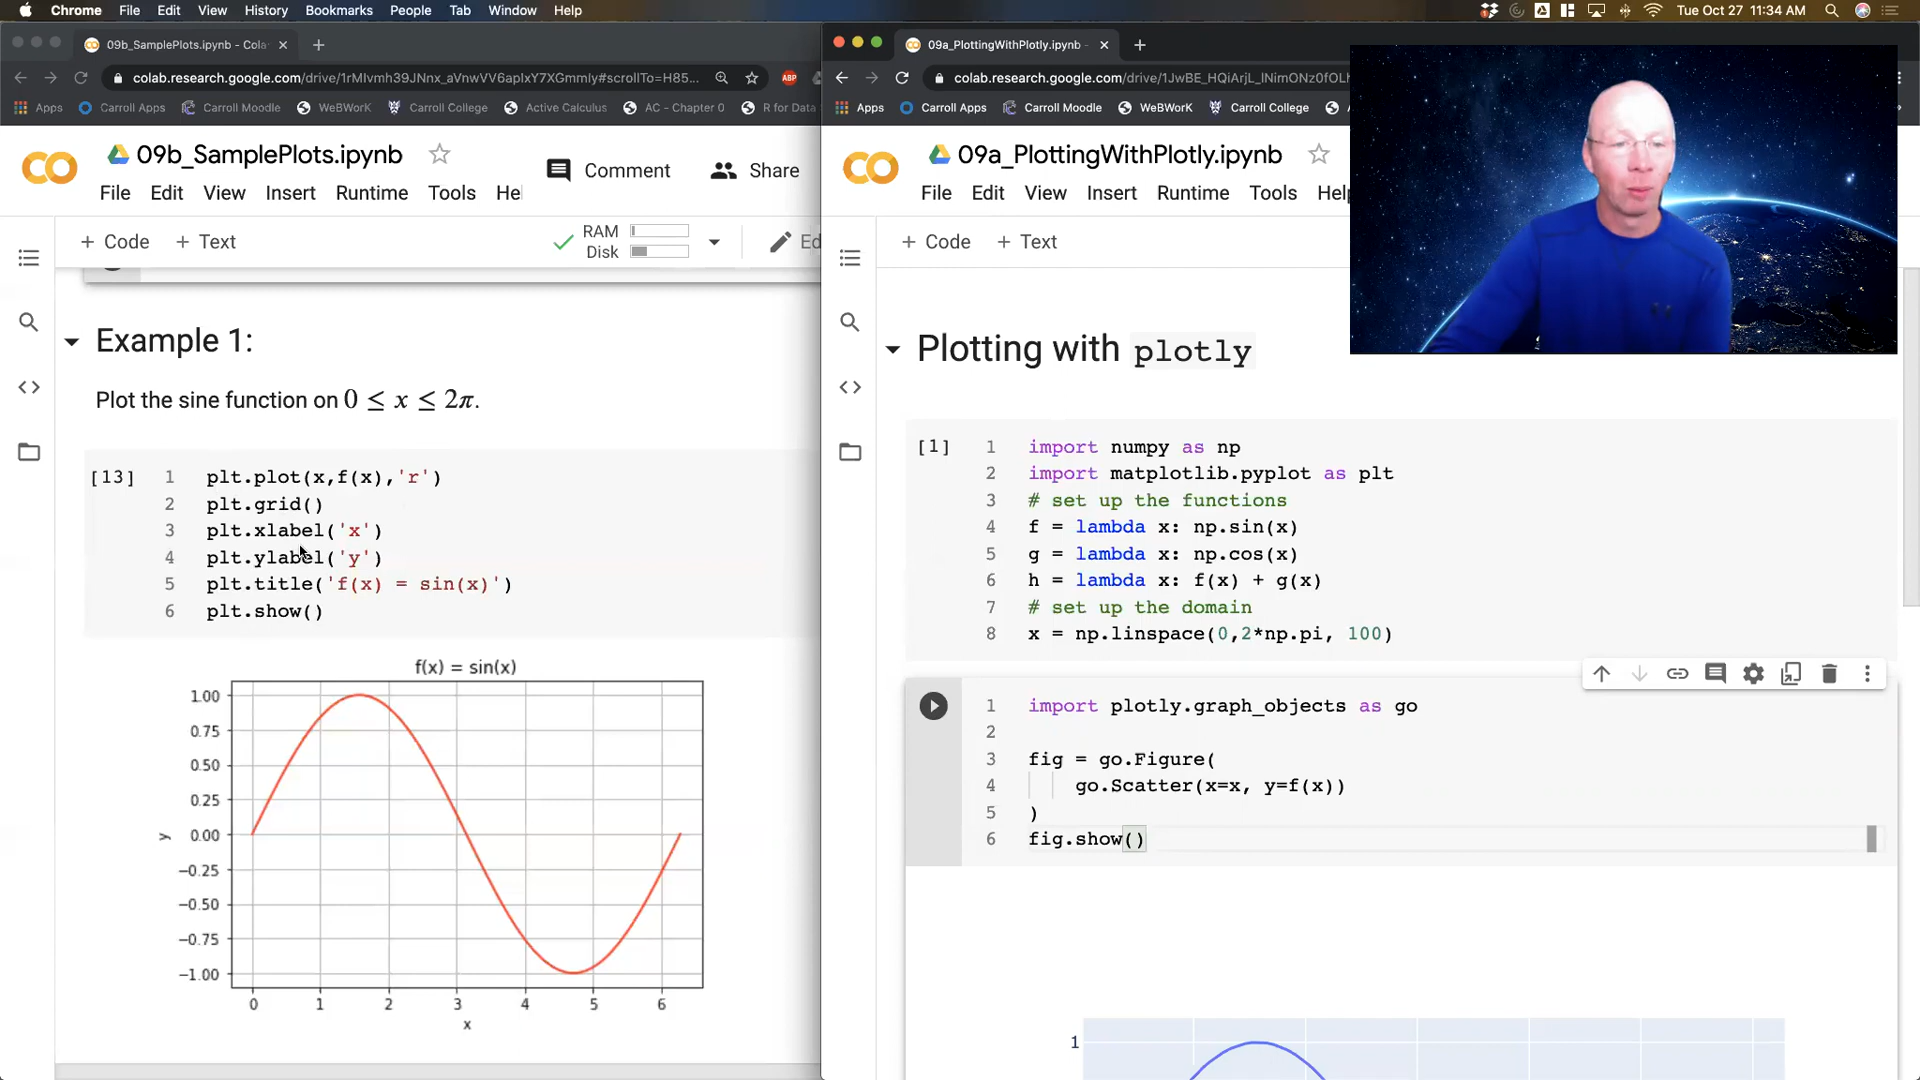 Chrome File Edit View History Bookmarks People Tab Window Help
Tue Oct 27 11:34 AM
09b_SamplePlots.ipynb - Cola
colab.research.google.com/drive/1rMIvmh39JNnx_aVnwVV6aplxY7XGmmly#scrollTo=H85...
ABP
Apps Carroll Apps Carroll Moodle WeBWorK Carroll College Active Calculus AC - Chapter 0 R for Data
09b_SamplePlots.ipynb
Comment Share
File Edit View Insert Runtime Tools He
+ Code + Text
RAM
Disk
Ed
Example 1:
Plot the sine function on 0 ≤ x ≤ 2π.
[13]
1 plt.plot(x,f(x),'r')
2 plt.grid()
3 plt.xlabel('x')
4 plt.ylabel('y')
5 plt.title('f(x) = sin(x)')
6 plt.show()
f(x) = sin(x)
1.00
0.75
0.50
0.25
0.00
−0.25
−0.50
−0.75
−1.00
y
0 1 2 3 4 5 6
x
09a_PlottingWithPlotly.ipynb -
colab.research.google.com/drive/1JwBE_HQiArjL_lNimONz0fOLl
Apps Carroll Apps Carroll Moodle WeBWorK Carroll College
09a_PlottingWithPlotly.ipynb
File Edit View Insert Runtime Tools Help
+ Code + Text
Plotting with plotly
[1]
1 import numpy as np
2 import matplotlib.pyplot as plt
3 # set up the functions
4 f = lambda x: np.sin(x)
5 g = lambda x: np.cos(x)
6 h = lambda x: f(x) + g(x)
7 # set up the domain
8 x = np.linspace(0,2*np.pi, 100)
1 import plotly.graph_objects as go
2
3 fig = go.Figure(
4 go.Scatter(x=x, y=f(x))
5 )
6 fig.show()
1